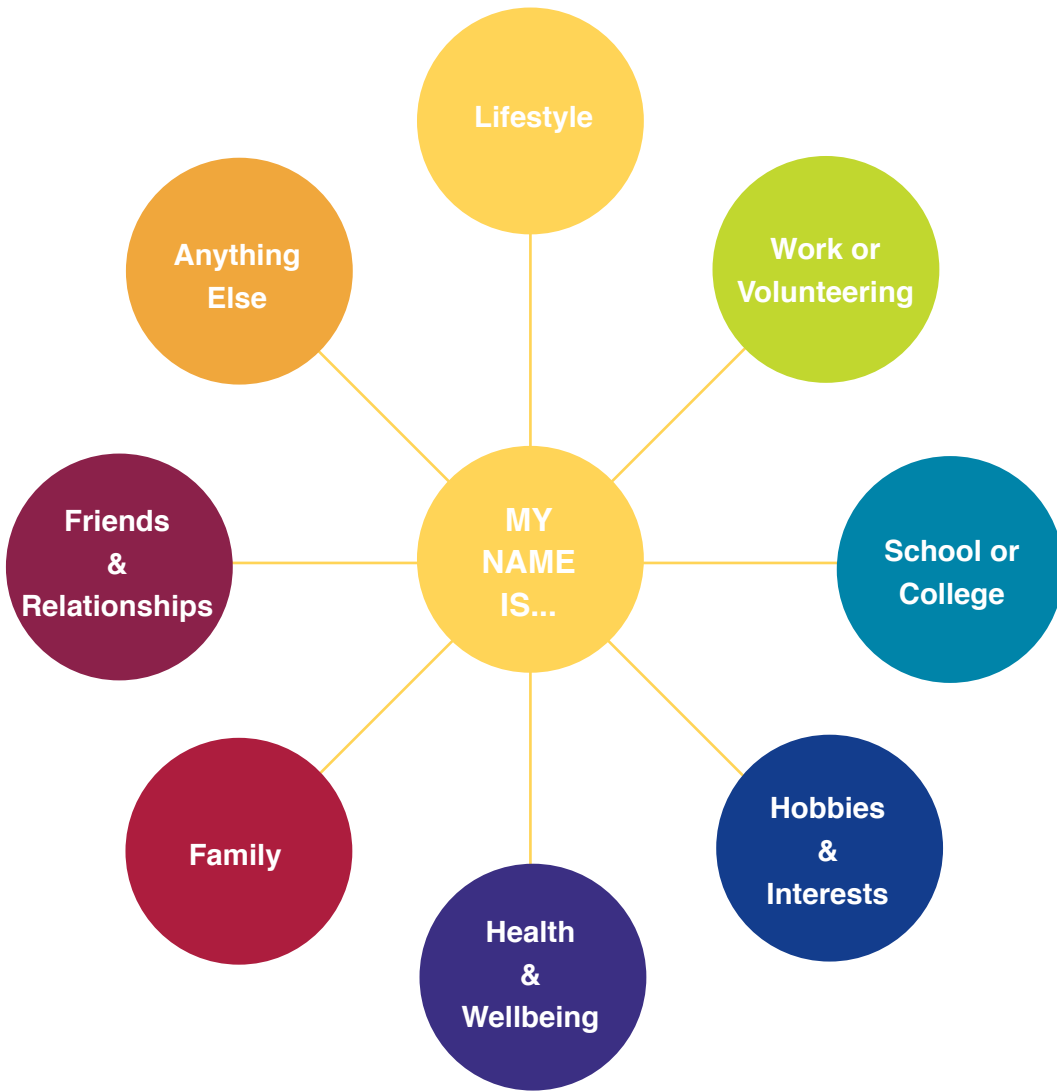 Lifestyle
Anything
Else
Work or
Volunteering
Friends
&
Relationships
MY
NAME
IS...
School or
College
Family
Hobbies
&
Interests
Health
&
Wellbeing